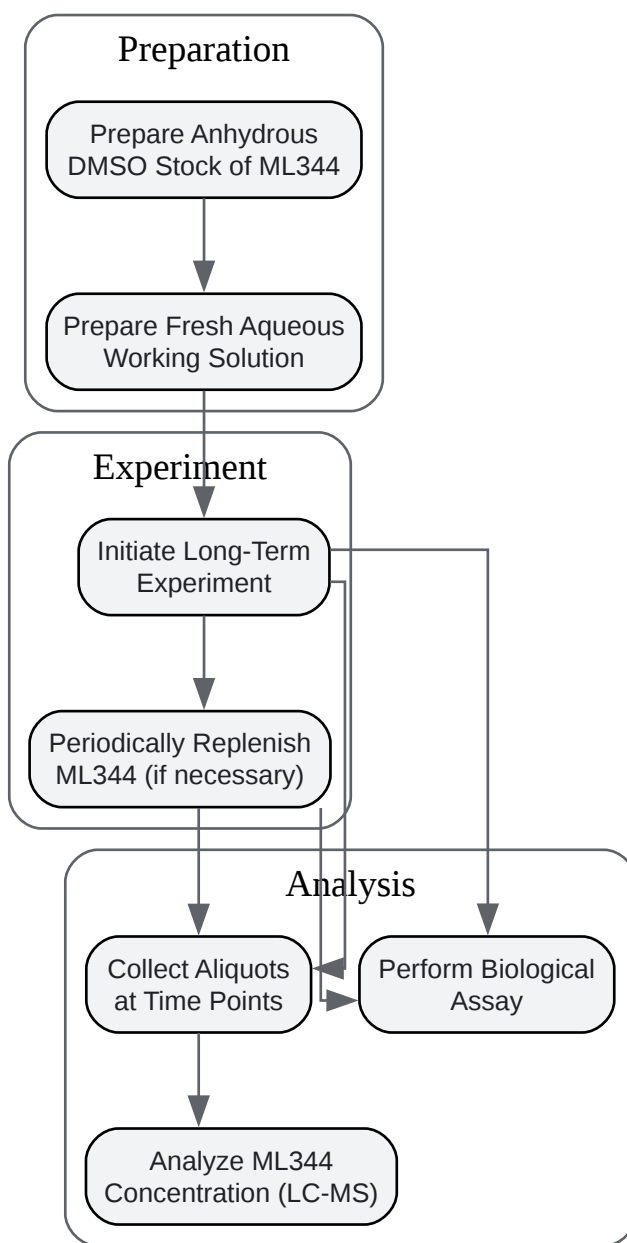 Preparation
Prepare Anhydrous
DMSO Stock of ML344
Prepare Fresh Aqueous
Working Solution
Experiment
Initiate Long-Term
Experiment
Periodically Replenish
ML344 (if necessary)
Analysis
Collect Aliquots
at Time Points
Perform Biological
Assay
Analyze ML344
Concentration (LC-MS)